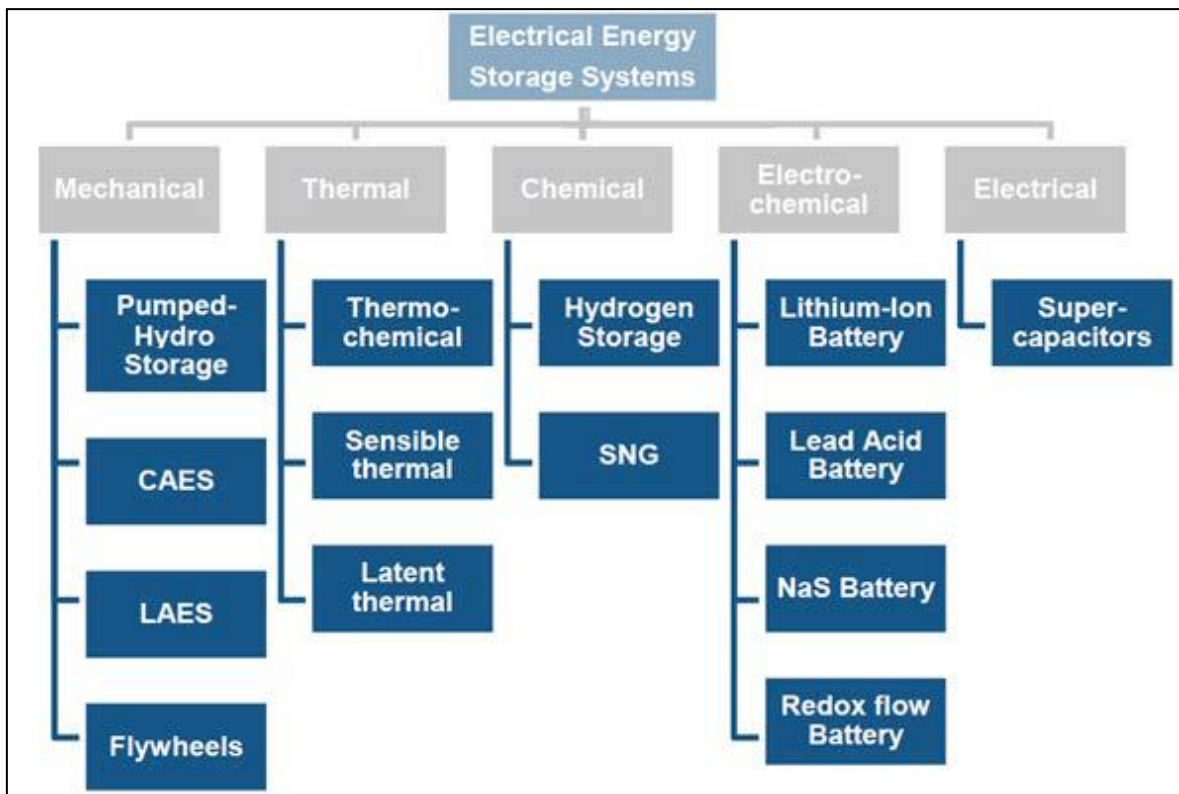 Electrical Energy
Storage Systems
Mechanical
Thermal
Chemical
Electro-
chemical
Electrical
Pumped-
Hydro
Storage
CAES
LAES
Flywheels
Thermo-
chemical
Sensible
thermal
Latent
thermal
Hydrogen
Storage
SNG
Lithium-Ion
Battery
Lead Acid
Battery
NaS Battery
Redox flow
Battery
Super-
capacitors